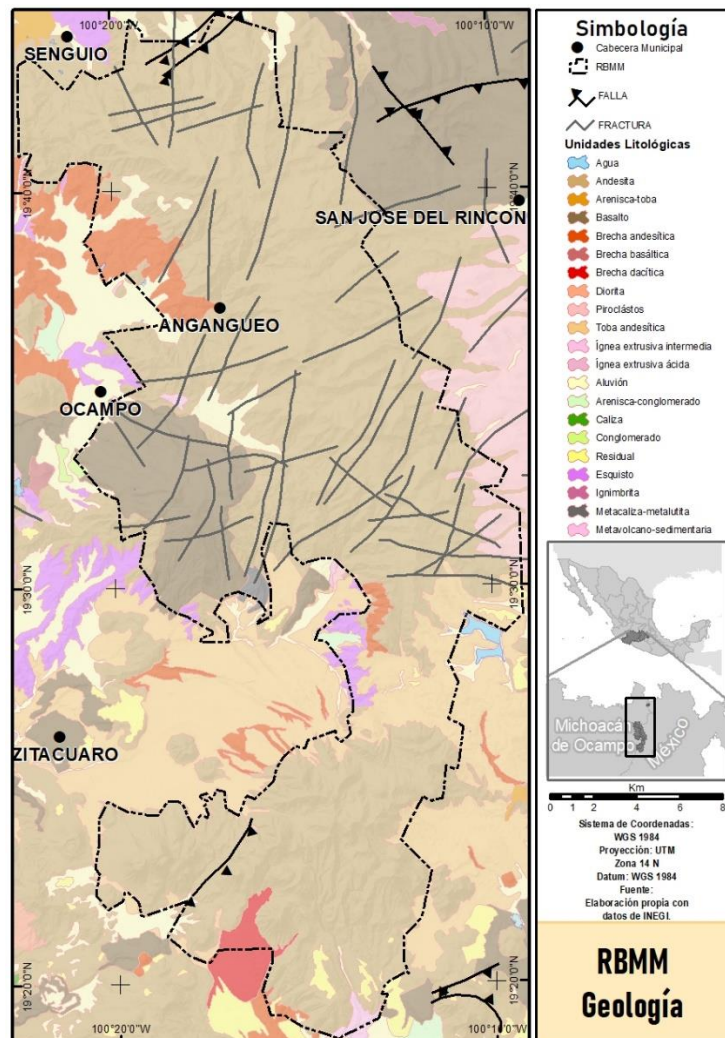 100°20'0"W
100°10'0"W
SENGUIO
19°40'0"N
19°40'0"N
SAN JOSE DEL RINCON
ANGANGUEO
OCAMPO
19°30'0"N
19°30'0"N
ZITACUARO
19°20'0"N
19°20'0"N
100°20'0"W
100°10'0"W
Simbología
Cabecera Municipal
RBMM
FALLA
FRACTURA
Unidades Litológicas
Agua
Andesita
Arenisca-toba
Basalto
Brecha andesítica
Brecha basáltica
Brecha dacítica
Diorita
Piroclástos
Toba andesítica
Ígnea extrusiva intermedia
Ígnea extrusiva ácida
Aluvión
Arenisca-conglomerado
Caliza
Conglomerado
Residual
Esquisto
Ignimbrita
Metacaliza-metalutita
Metavolcano-sedimentaria
Michoacán
de Ocampo
México
Km
0 1 2 4 6 8
Sistema de Coordenadas:
WGS 1984
Proyección: UTM
Zona 14 N
Datum: WGS 1984
Fuente:
Elaboración propia con
datos de INEGI.
RBMM
Geología